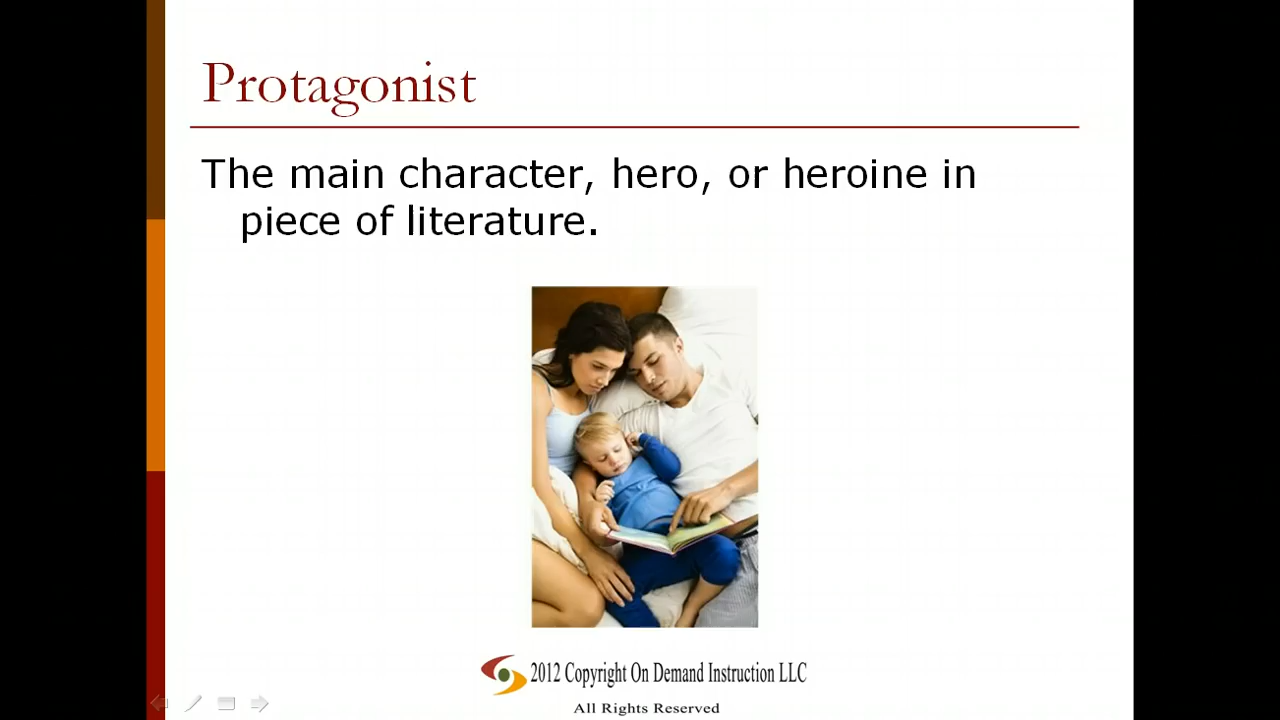 Protagonist
The main character, hero, or heroine in
piece of literature.
2012 Copyright On Demand Instruction LLC
All Rights Reserved